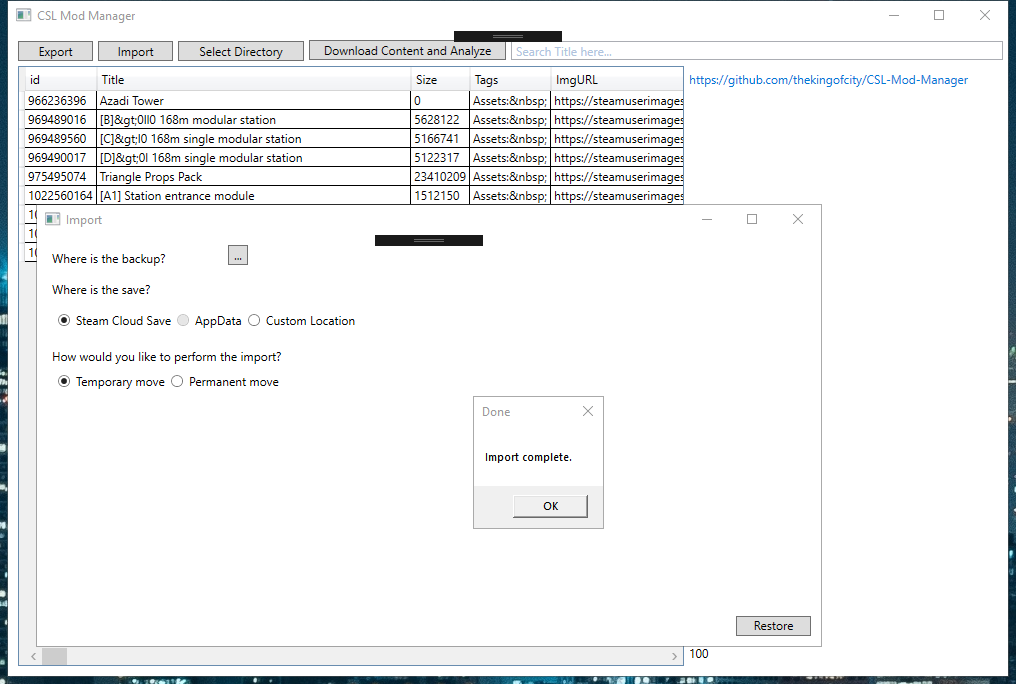 CSL Mod Manager
Export Import Select Directory Download Content and Analyze Search Title here...
id Title Size Tags ImgURL https://github.com/thekingofcity/CSL-Mod-Manager
966236396 Azadi Tower 0 Assets:&nbsp; https://steamuserimages
969489016 [B]&gt;0ll0 168m modular station 5628122 Assets:&nbsp; https://steamuserimages
969489560 [C]&gt;l0 168m single modular station 5166741 Assets:&nbsp; https://steamuserimages
969490017 [D]&gt;0l 168m single modular station 5122317 Assets:&nbsp; https://steamuserimages
975495074 Triangle Props Pack 23410209 Assets:&nbsp; https://steamuserimages
1022560164 [A1] Station entrance module 1512150 Assets:&nbsp; https://steamuserimages
Import
Where is the backup? ...
Where is the save?
Steam Cloud Save AppData Custom Location
How would you like to perform the import?
Temporary move Permanent move
Done
Import complete.
OK
Restore
100